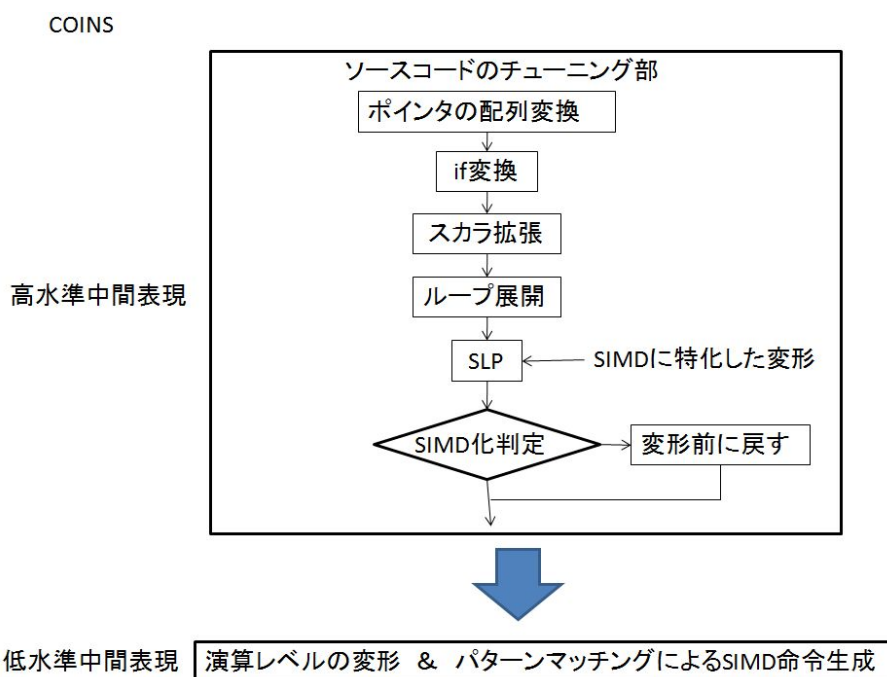 COINS
ソースコードのチューニング部
ポインタの配列変換
if変換
スカラ拡張
高水準中間表現
ループ展開
SLP
SIMDに特化した変形
SIMD化判定
変形前に戻す
低水準中間表現
演算レベルの変形 & パターンマッチングによるSIMD命令生成